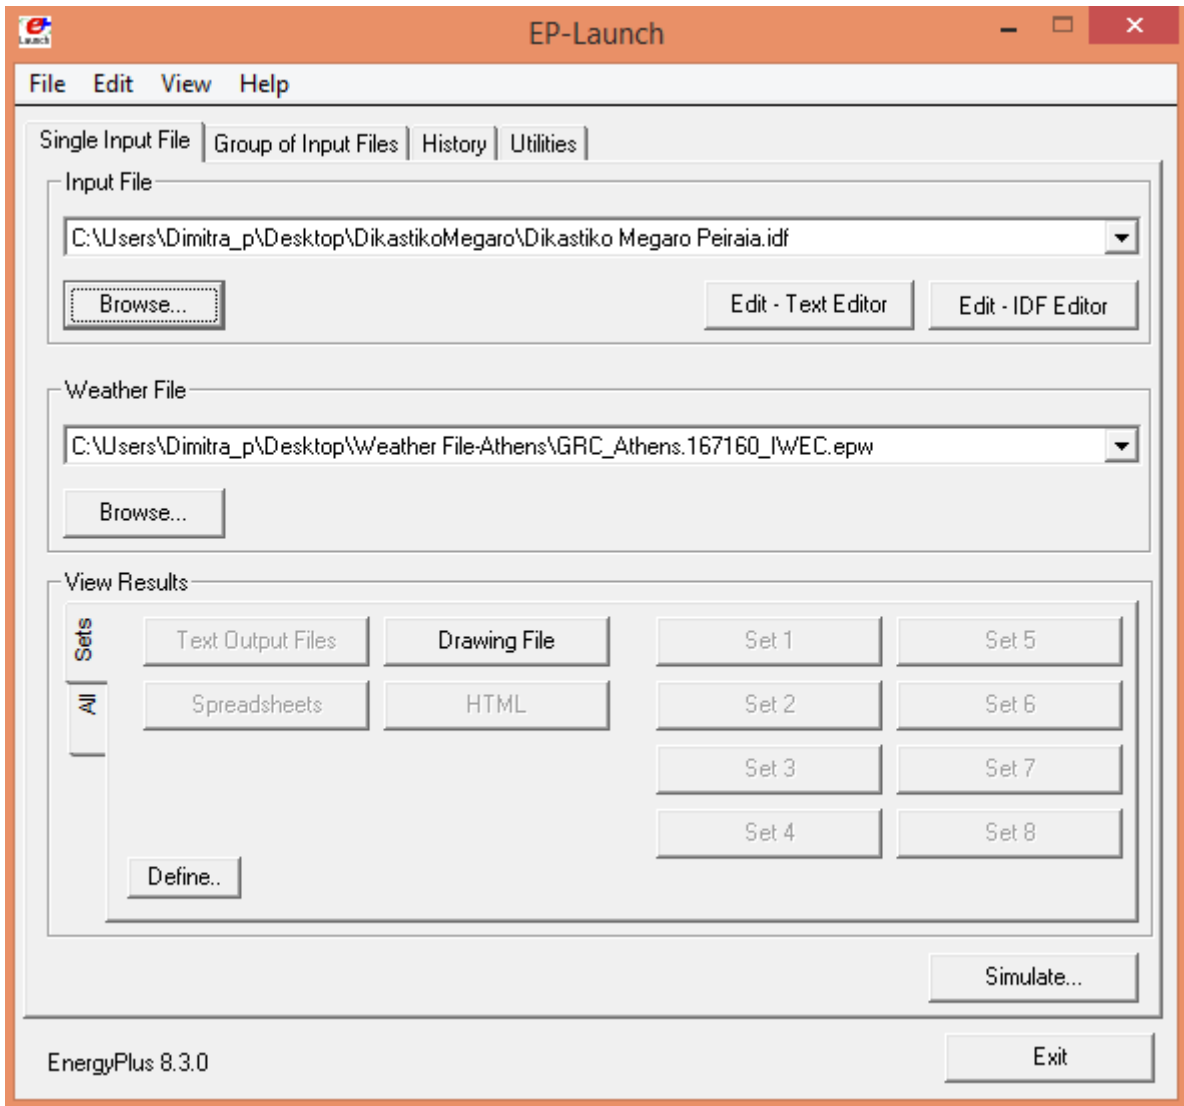 EP-Launch
File Edit View Help
Single Input File Group of Input Files History Utilities
Input File
C:\Users\Dimitra_p\Desktop\DikastikoMegaro\Dikastiko Megaro Peiraia.idf
Browse... Edit - Text Editor Edit - IDF Editor
Weather File
C:\Users\Dimitra_p\Desktop\Weather File-Athens\GRC_Athens.167160_IWEC.epw
Browse...
View Results
Sets Text Output Files Drawing File Set 1 Set 5
All Spreadsheets HTML Set 2 Set 6
Set 3 Set 7
Set 4 Set 8
Define..
Simulate...
EnergyPlus 8.3.0 Exit